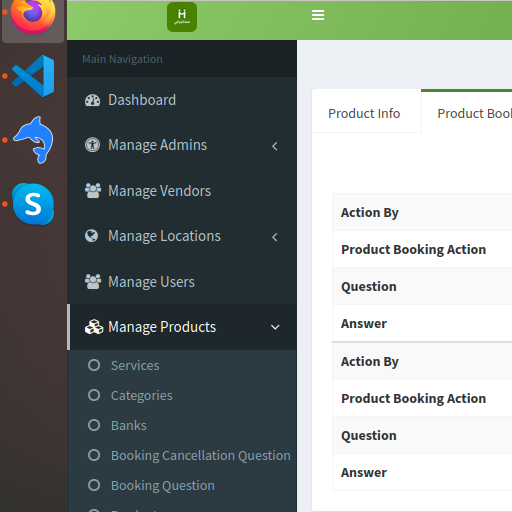 H
Main Navigation
Dashboard
Manage Admins
Manage Vendors
Manage Locations
Manage Users
Manage Products
Services
Categories
Banks
Booking Cancellation Question
Booking Question
Product Info
Product Bool
Action By
Product Booking Action
Question
Answer
Action By
Product Booking Action
Question
Answer
S